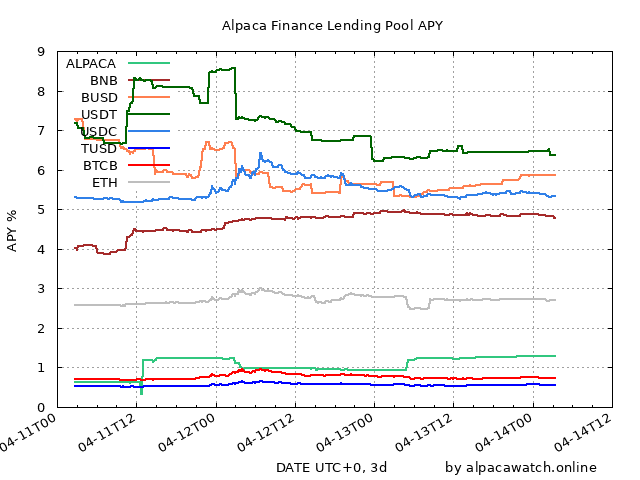 Alpaca Finance Lending Pool APY
9
8
7
6
5
4
3
2
1
0
APY %
ALPACA
BNB
BUSD
USDT
USDC
TUSD
BTCB
ETH
04-11T00
04-11T12
04-12T00
04-12T12
04-13T00
04-13T12
04-14T00
04-14T12
DATE UTC+0, 3d
by alpacawatch.online